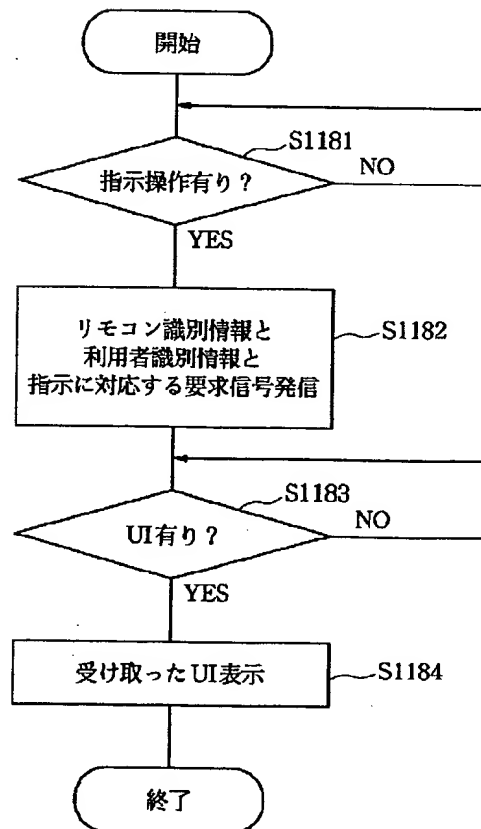 開始
S1181
指示操作有り?
NO
YES
リモコン識別情報と
利用者識別情報と
指示に対応する要求信号発信
S1182
S1183
UI有り?
NO
YES
受け取ったUI表示
S1184
終了